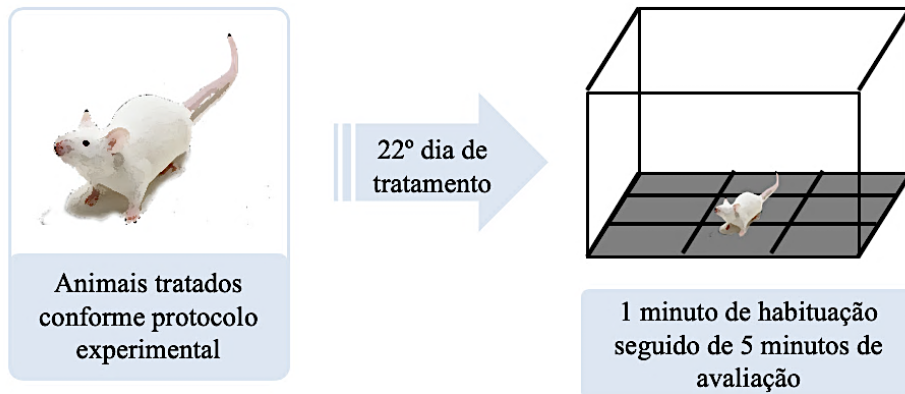 Animais tratados
conforme protocolo
experimental
22º dia de
tratamento
1 minuto de habituação
seguido de 5 minutos de
avaliação